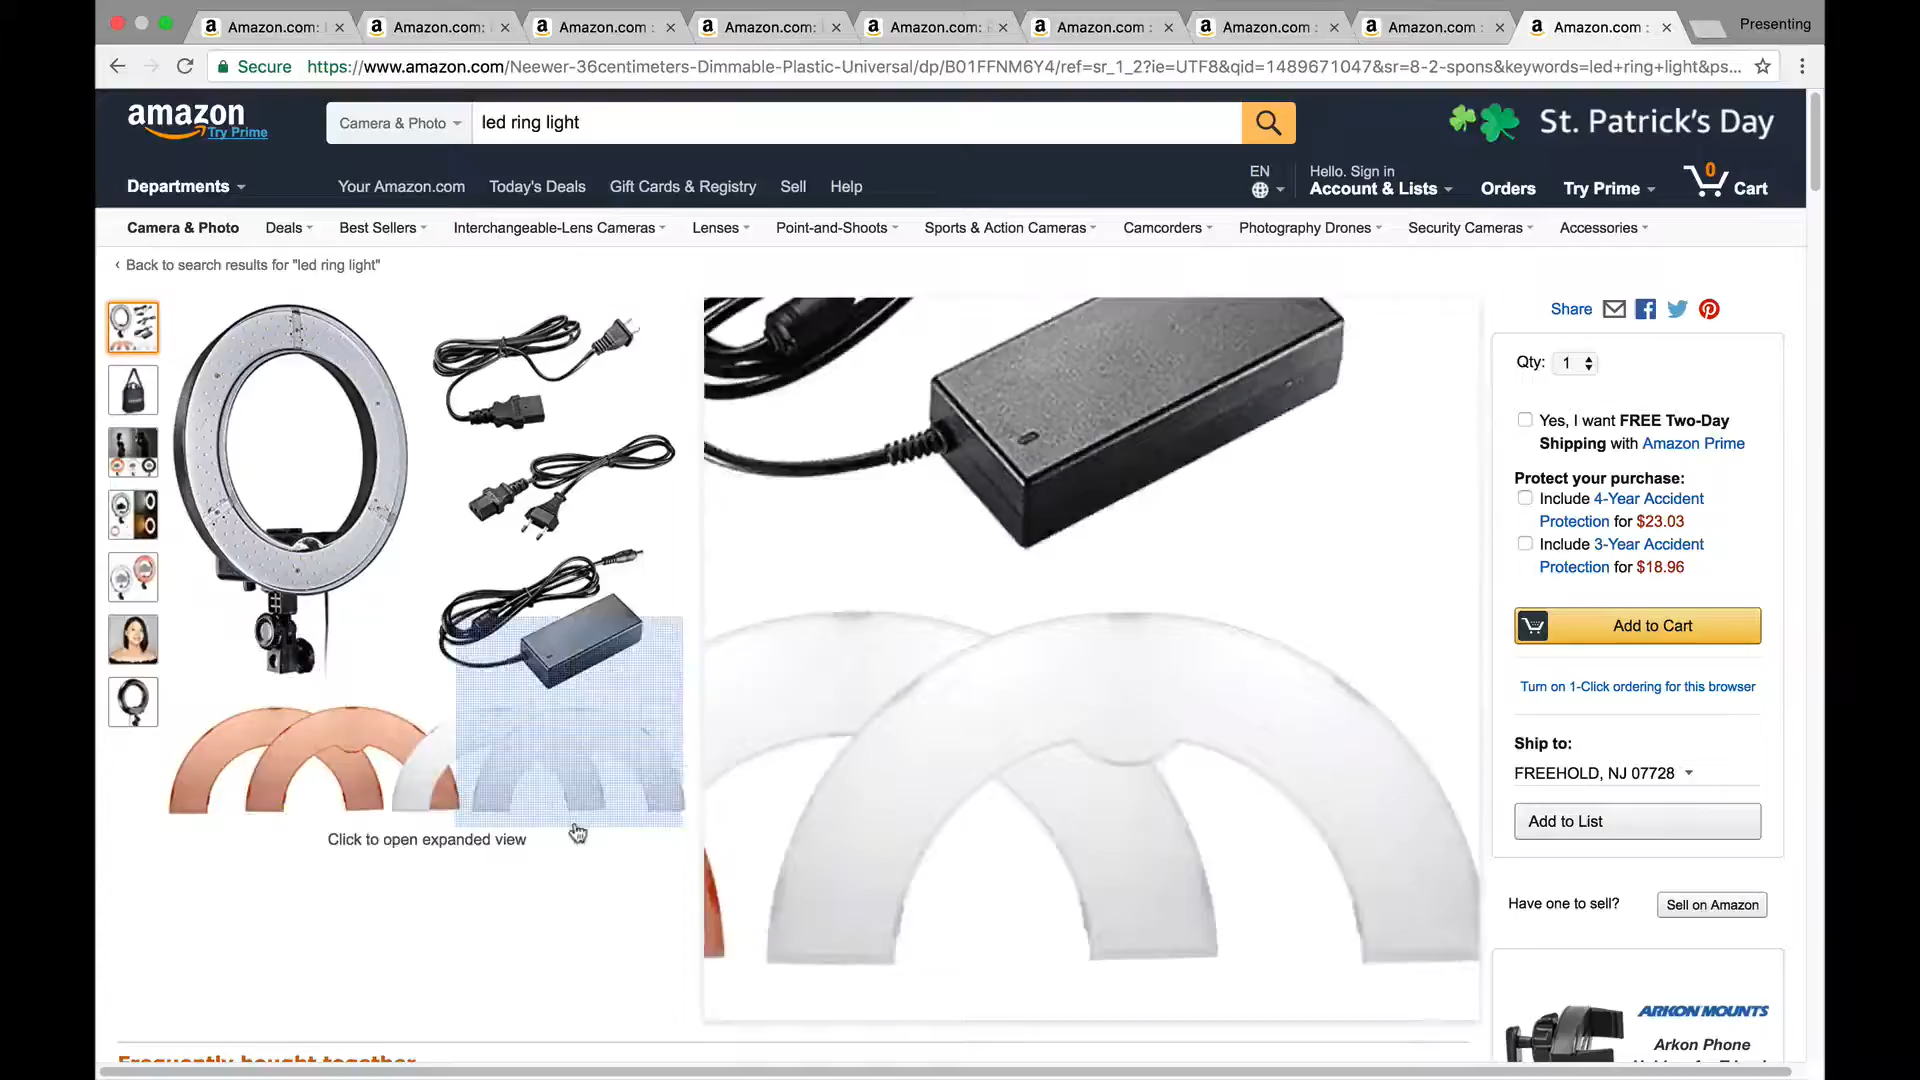 Amazon.com: 
Amazon.com: 
Amazon.com :
Amazon.com: 
Amazon.com: 
Amazon.com :
Amazon.com :
Amazon.com :
Amazon.com :
Presenting
Secure
https://www.amazon.com/Neewer-36centimeters-Dimmable-Plastic-Universal/dp/B01FFNM6Y4/ref=sr_1_2?ie=UTF8&qid=1489671047&sr=8-2-spons&keywords=led+ring+light&ps...
amazon
Try Prime
Camera & Photo
led ring light
St. Patrick's Day
Departments
Your Amazon.com
Today's Deals
Gift Cards & Registry
Sell
Help
EN
Hello. Sign in
Account & Lists
Orders
Try Prime
0
Cart
Camera & Photo
Deals
Best Sellers
Interchangeable-Lens Cameras
Lenses
Point-and-Shoots
Sports & Action Cameras
Camcorders
Photography Drones
Security Cameras
Accessories
‹ Back to search results for "led ring light"
Click to open expanded view
Share
Qty: 1
Yes, I want FREE Two-Day
Shipping with Amazon Prime
Protect your purchase:
Include 4-Year Accident
Protection for $23.03
Include 3-Year Accident
Protection for $18.96
Add to Cart
Turn on 1-Click ordering for this browser
Ship to:
FREEHOLD, NJ 07728
Add to List
Have one to sell?
Sell on Amazon
ARKON MOUNTS
Arkon Phone
Frequently bought together